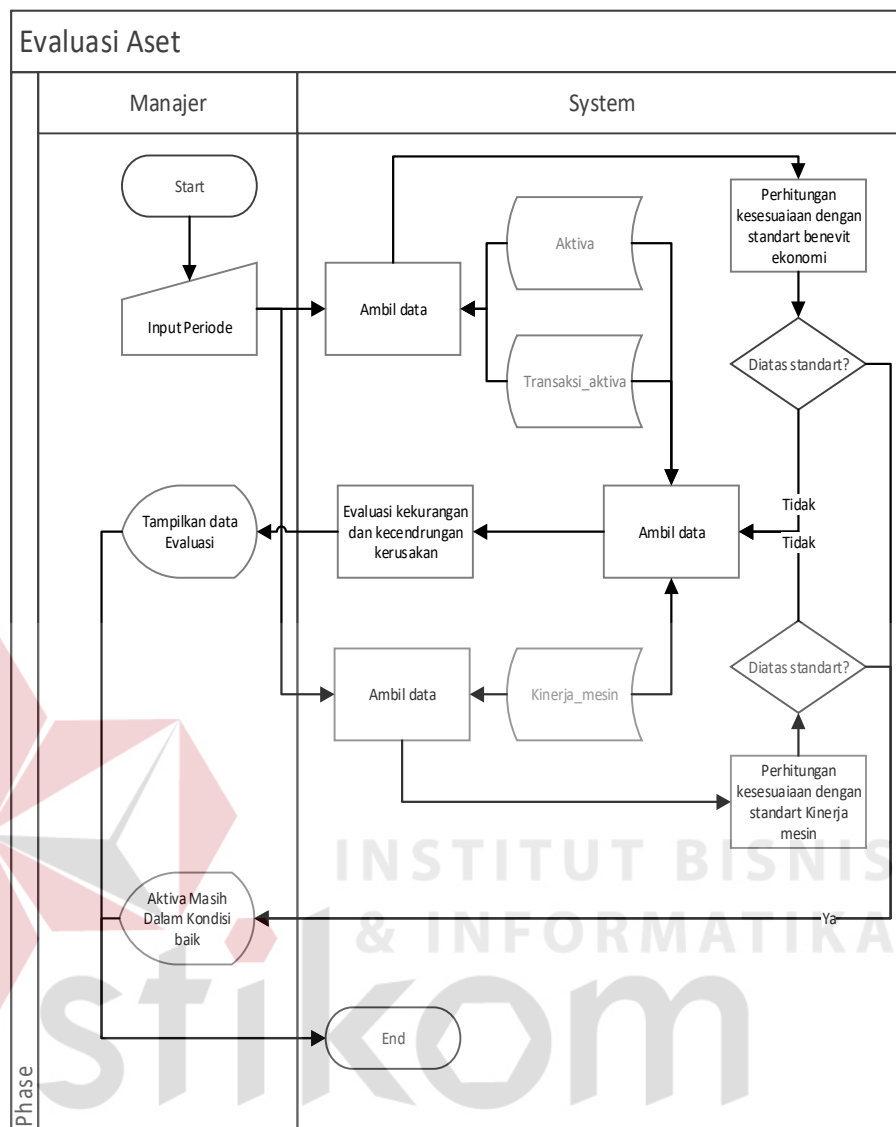 Evaluasi Aset
Manajer
System
Start
Input Periode
Ambil data
Aktiva
Transaksi_aktiva
Perhitungan
kesesuaiaan dengan
standart benevit
ekonomi
Diatas standart?
Tidak
Tampilkan data
Evaluasi
Evaluasi kekurangan
dan kecendrungan
kerusakan
Ambil data
Tidak
Diatas standart?
Ambil data
Kinerja_mesin
Perhitungan
kesesuaiaan dengan
standart Kinerja
mesin
INSTITUT BISNIS
& INFORMATIKA
stikom
Aktiva Masih
Dalam Kondisi
baik
Ya
End
Phase